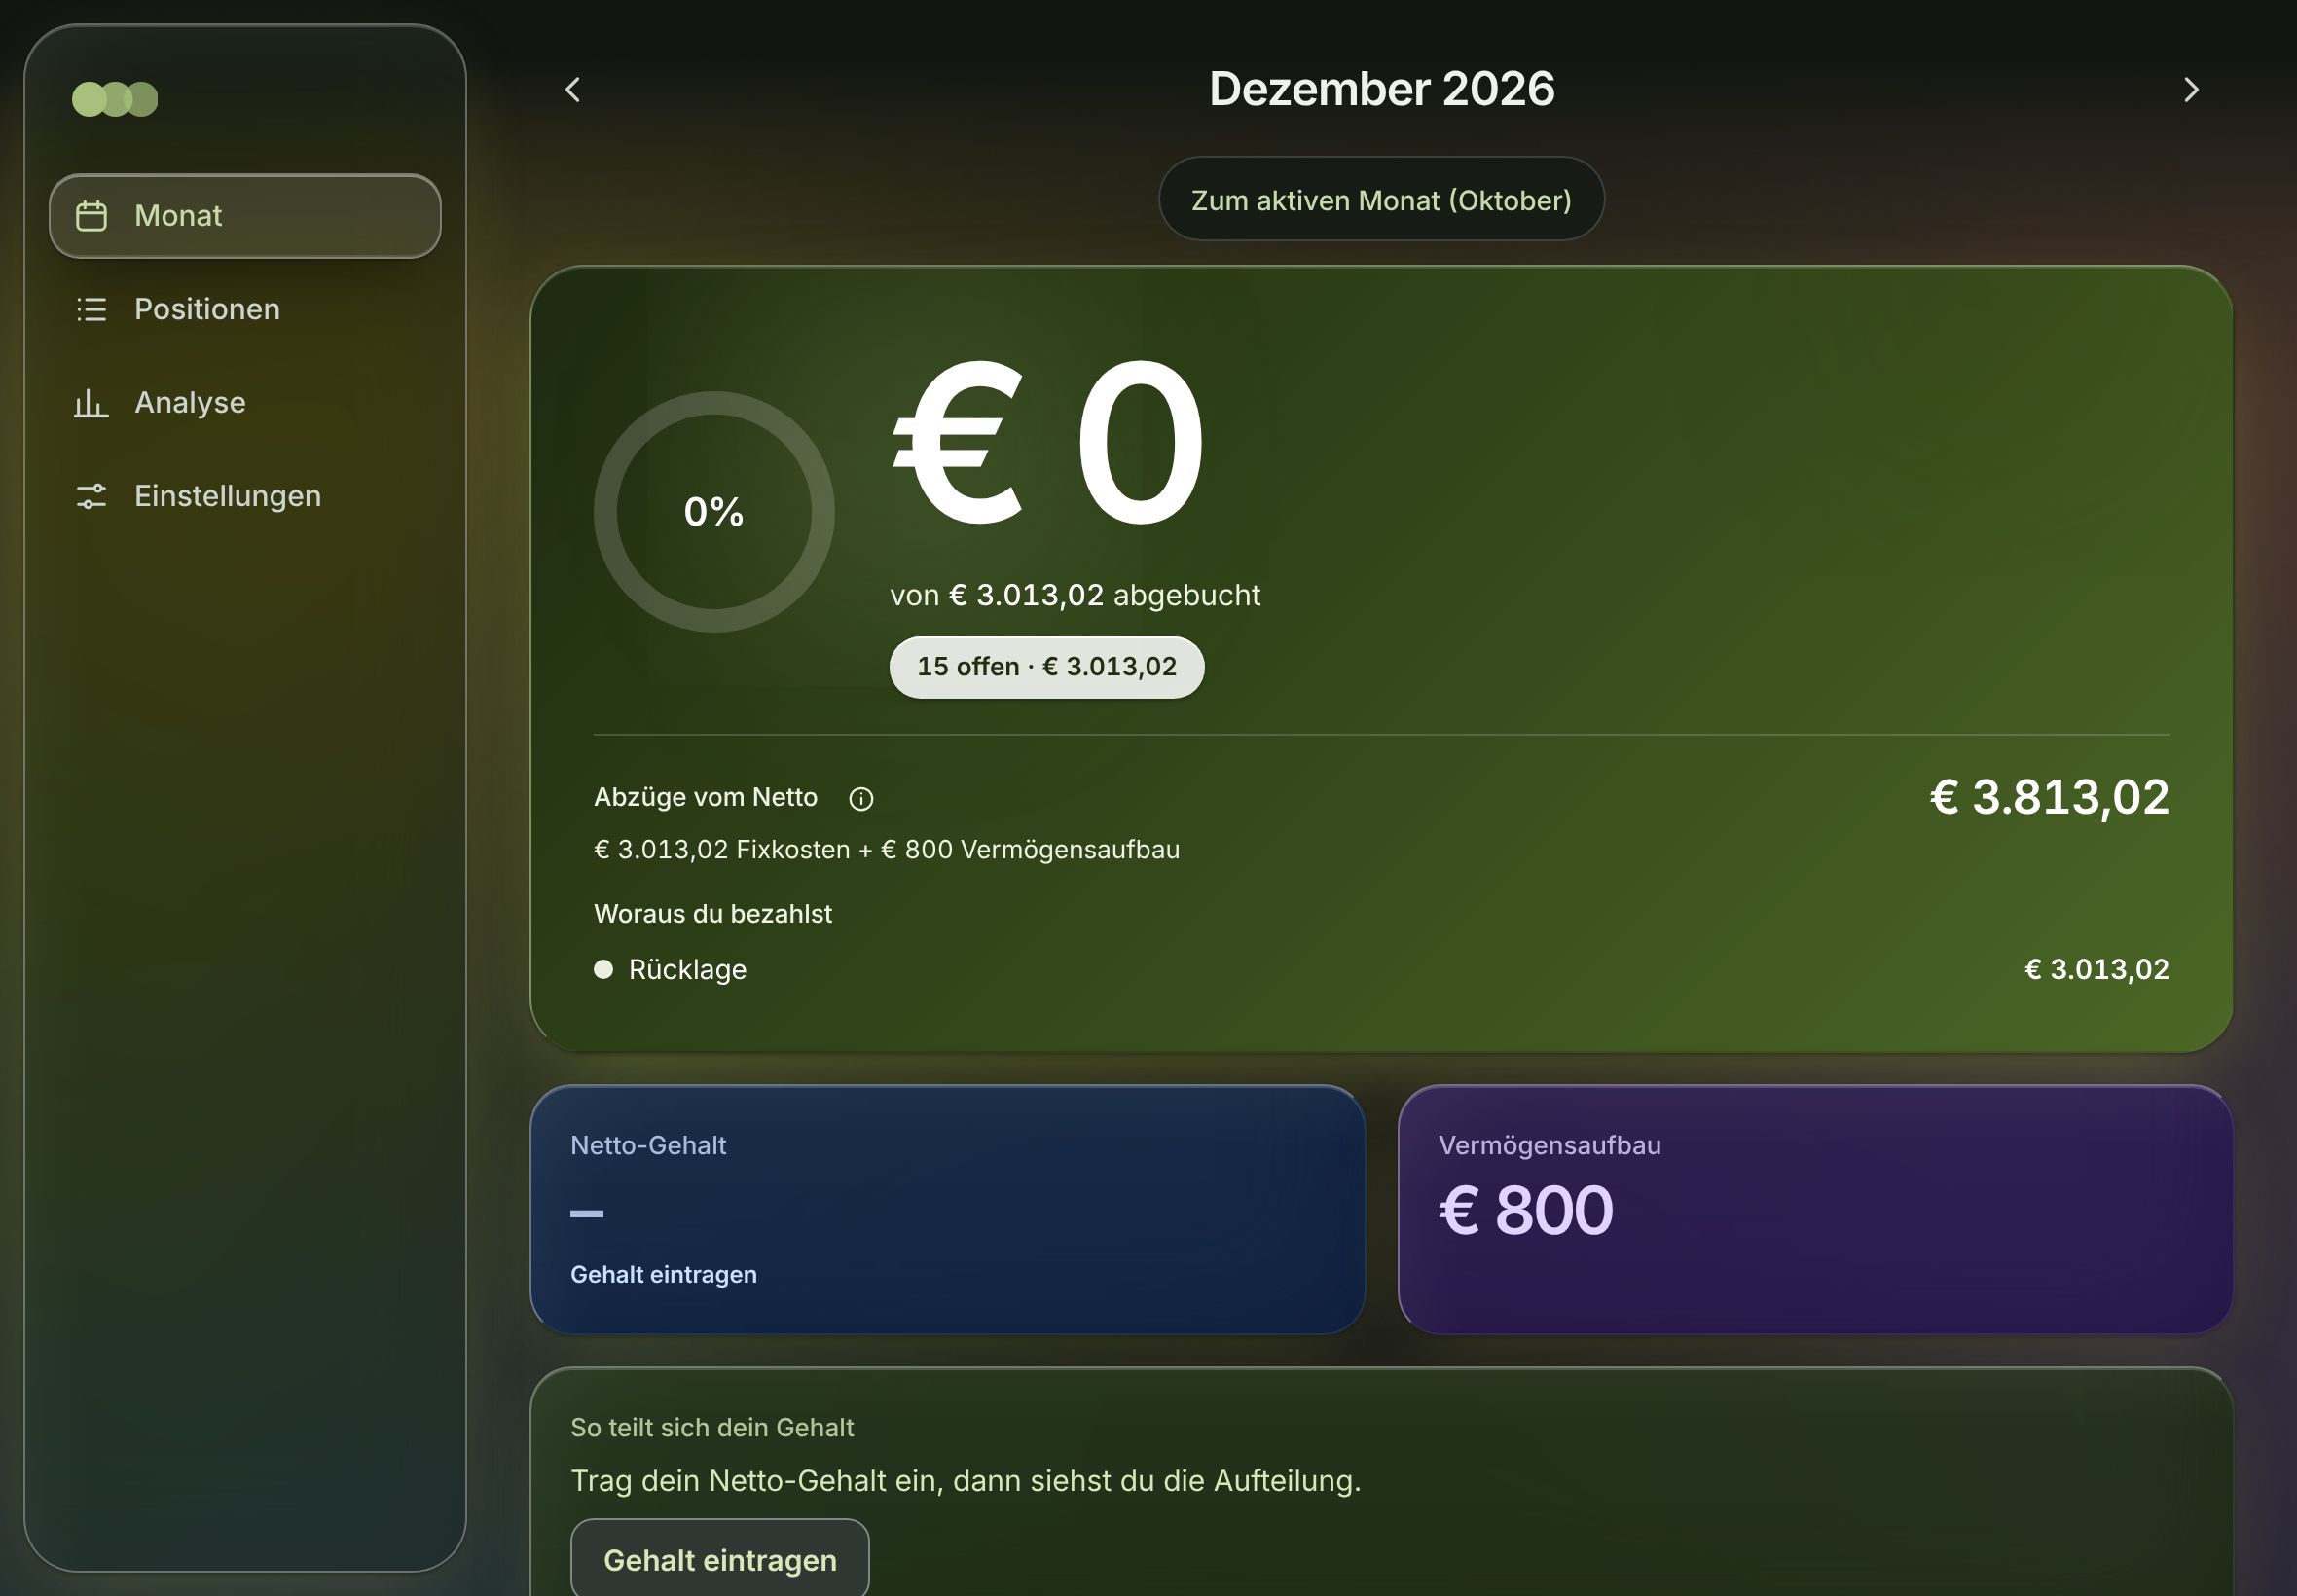 Dezember 2026
Zum aktiven Monat (Oktober)
Monat
Positionen
Analyse
Einstellungen
0%
€ 0
von € 3.013,02 abgebucht
15 offen · € 3.013,02
Abzüge vom Netto
€ 3.813,02
€ 3.013,02 Fixkosten + € 800 Vermögensaufbau
Woraus du bezahlst
Rücklage
€ 3.013,02
Netto-Gehalt
–
Gehalt eintragen
Vermögensaufbau
€ 800
So teilt sich dein Gehalt
Trag dein Netto-Gehalt ein, dann siehst du die Aufteilung.
Gehalt eintragen